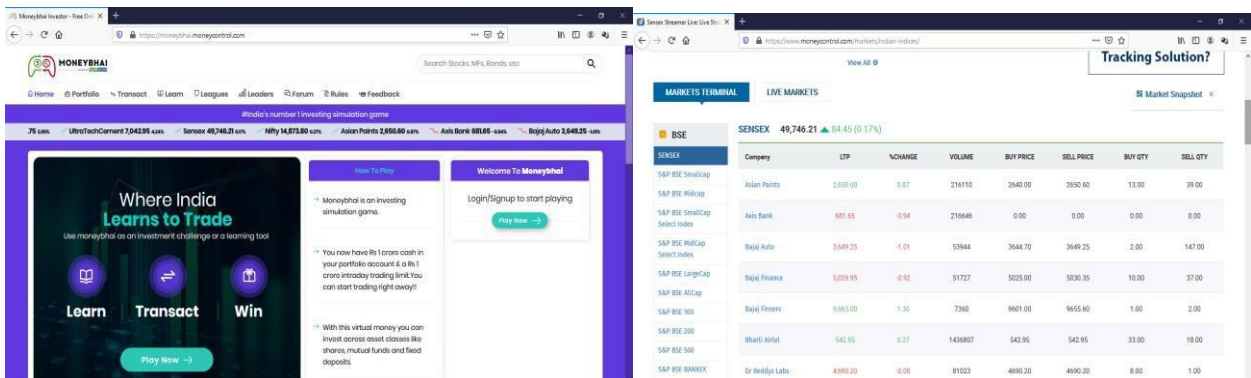 Moneybhai Investor - Free Onli
https://moneybhai.moneycontrol.com
MONEYBHAI
Search Stocks, MFs, Bonds, etc
Home Portfolio Transact Learn Leagues Leaders Forum Rules Feedback
#India's number 1 investing simulation game
UltraTechCement 7,042.95 Sensex 49,746.21 Nifty 14,873.80 Asian Paints 2,650.60 Axis Bank 681.65 Bajaj Auto 3,649.25
Where India
Learns to Trade
Use moneybhai as an investment challenge or a learning tool
Learn Transact Win
Play Now
How To Play
Moneybhai is an investing
simulation game.
You now have Rs 1 crore cash in
your portfolio account & a Rs 1
crore intraday trading limit.You
can start trading right away!!
With this virtual money you can
invest across asset classes like
shares, mutual funds and fixed
deposits.
Welcome To Moneybhai
Login/Signup to start playing
Play Now
Sensex Streamer Live: Live Sto
https://www.moneycontrol.com/markets/indian-indices/
View All
Tracking Solution?
MARKETS TERMINAL LIVE MARKETS
Market Snapshot
BSE
SENSEX
S&P BSE Smallcap
S&P BSE Midcap
S&P BSE SmallCap
Select Index
S&P BSE MidCap
Select Index
S&P BSE LargeCap
S&P BSE AllCap
S&P BSE 100
S&P BSE 200
S&P BSE 500
S&P BSE BANKEX
SENSEX 49,746.21 84.45 (0.17%)
Company LTP %CHANGE VOLUME BUY PRICE SELL PRICE BUY QTY SELL QTY
Asian Paints 2,650.60 0.87 216110 2640.00 2650.60 13.00 39.00
Axis Bank 681.65 -0.94 216646 0.00 0.00 0.00 0.00
Bajaj Auto 3,649.25 -1.01 53944 3644.70 3649.25 2.00 147.00
Bajaj Finance 5,029.95 -0.92 51727 5025.00 5030.35 10.00 37.00
Bajaj Finserv 9,663.00 1.30 7360 9601.00 9655.60 1.00 2.00
Bharti Airtel 542.95 0.27 1436807 542.95 542.95 33.00 18.00
Dr Reddys Labs 4,690.20 -0.00 81023 4690.20 4690.20 8.00 1.00